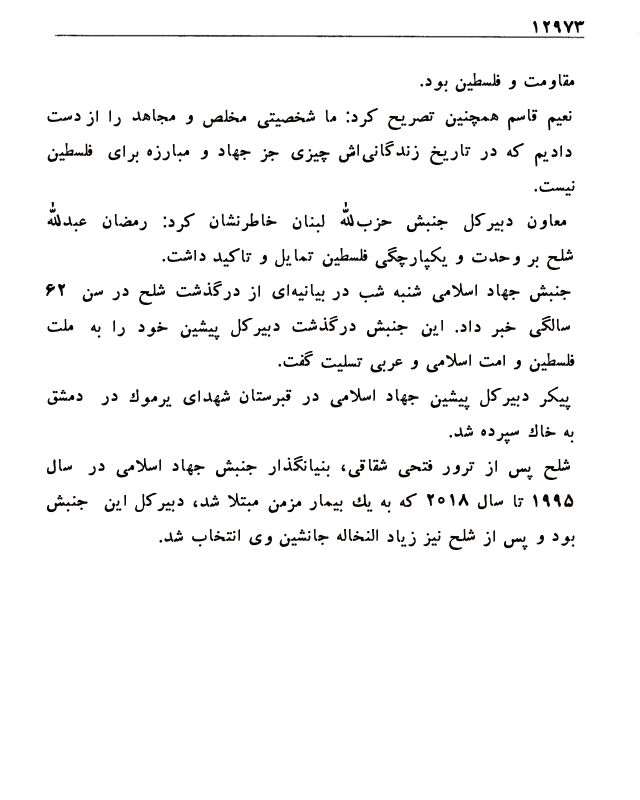 ۱۲۹۷۳
مقاومت و فلسطین بود.
نعیم قاسم همچنین تصریح کرد: ما شخصیتی مخلص و مجاهد را از دست
دادیم که در تاریخ زندگانی‌اش چیزی جز جهاد و مبارزه برای فلسطین
نیست.
معاون دبیرکل جنبش حزب‌الله لبنان خاطرنشان کرد: رمضان عبدالله
شلح بر وحدت و یکپارچگی فلسطین تمایل و تاکید داشت.
جنبش جهاد اسلامی شنبه شب در بیانیه‌ای از درگذشت شلح در سن ۶۲
سالگی خبر داد. این جنبش درگذشت دبیرکل پیشین خود را به ملت
فلسطین و امت اسلامی و عربی تسلیت گفت.
پیکر دبیرکل پیشین جهاد اسلامی در قبرستان شهدای یرموك در دمشق
به خاك سپرده شد.
شلح پس از ترور فتحی شقاقی، بنیانگذار جنبش جهاد اسلامی در سال
۱۹۹۵ تا سال ۲۰۱۸ که به یك بیمار مزمن مبتلا شد، دبیرکل این جنبش
بود و پس از شلح نیز زیاد النخاله جانشین وی انتخاب شد.